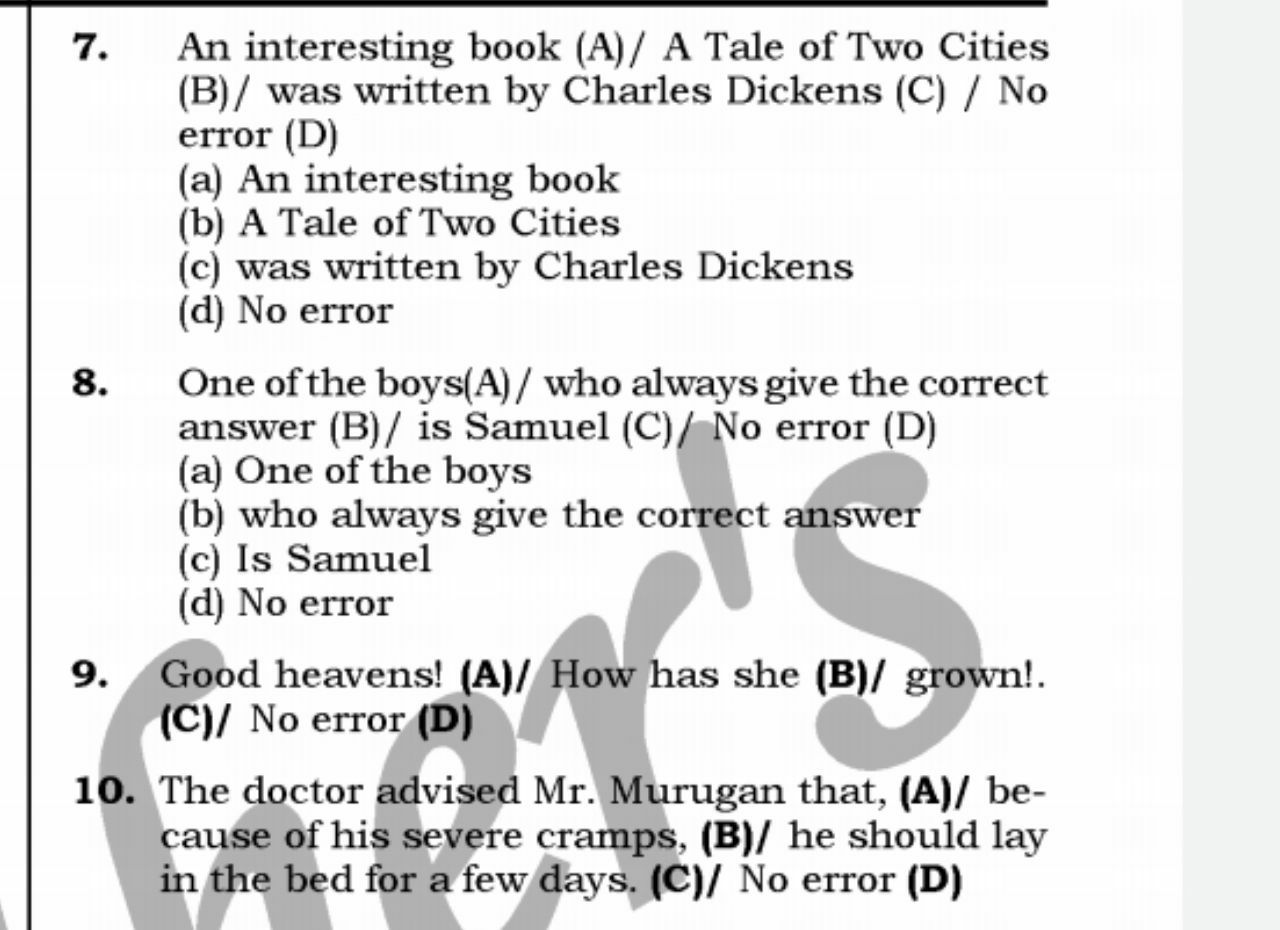 7. An interesting book (A)/ A Tale of Two Cities
(B)/ was written by Charles Dickens (C) / No
error (D)
(a) An interesting book
(b) A Tale of Two Cities
(c) was written by Charles Dickens
(d) No error
8. One of the boys(A)/ who always give the correct
answer (B)/ is Samuel (C)/ No error (D)
(a) One of the boys
(b) who always give the correct answer
(c) Is Samuel
(d) No error
9. Good heavens! (A)/ How has she (B)/ grown!.
(C)/ No error (D)
10. The doctor advised Mr. Murugan that, (A)/ be-
cause of his severe cramps, (B)/ he should lay
in the bed for a few days. (C)/ No error (D)
her's